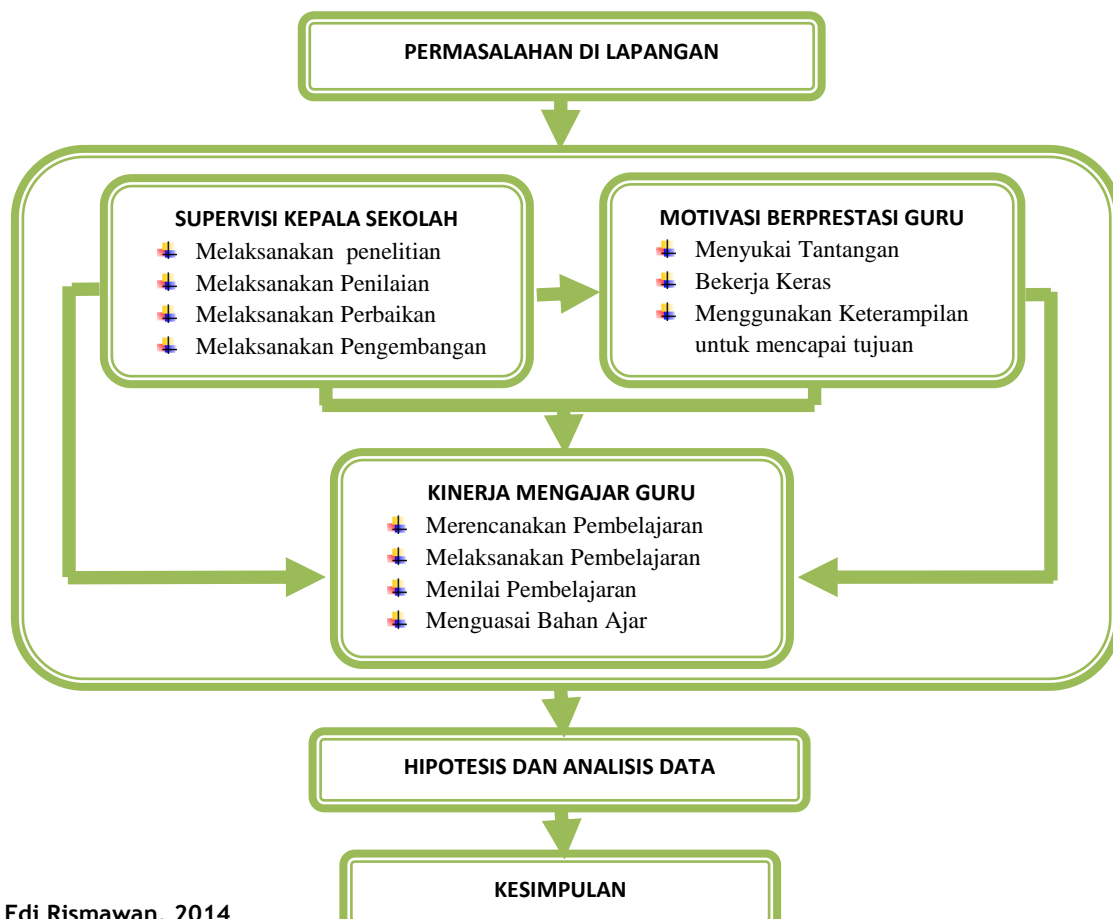 PERMASALAHAN DI LAPANGAN
SUPERVISI KEPALA SEKOLAH
Melaksanakan penelitian
Melaksanakan Penilaian
Melaksanakan Perbaikan
Melaksanakan Pengembangan
MOTIVASI BERPRESTASI GURU
Menyukai Tantangan
Bekerja Keras
Menggunakan Keterampilan
untuk mencapai tujuan
KINERJA MENGAJAR GURU
Merencanakan Pembelajaran
Melaksanakan Pembelajaran
Menilai Pembelajaran
Menguasai Bahan Ajar
HIPOTESIS DAN ANALISIS DATA
KESIMPULAN
Edi Rismawan, 2014